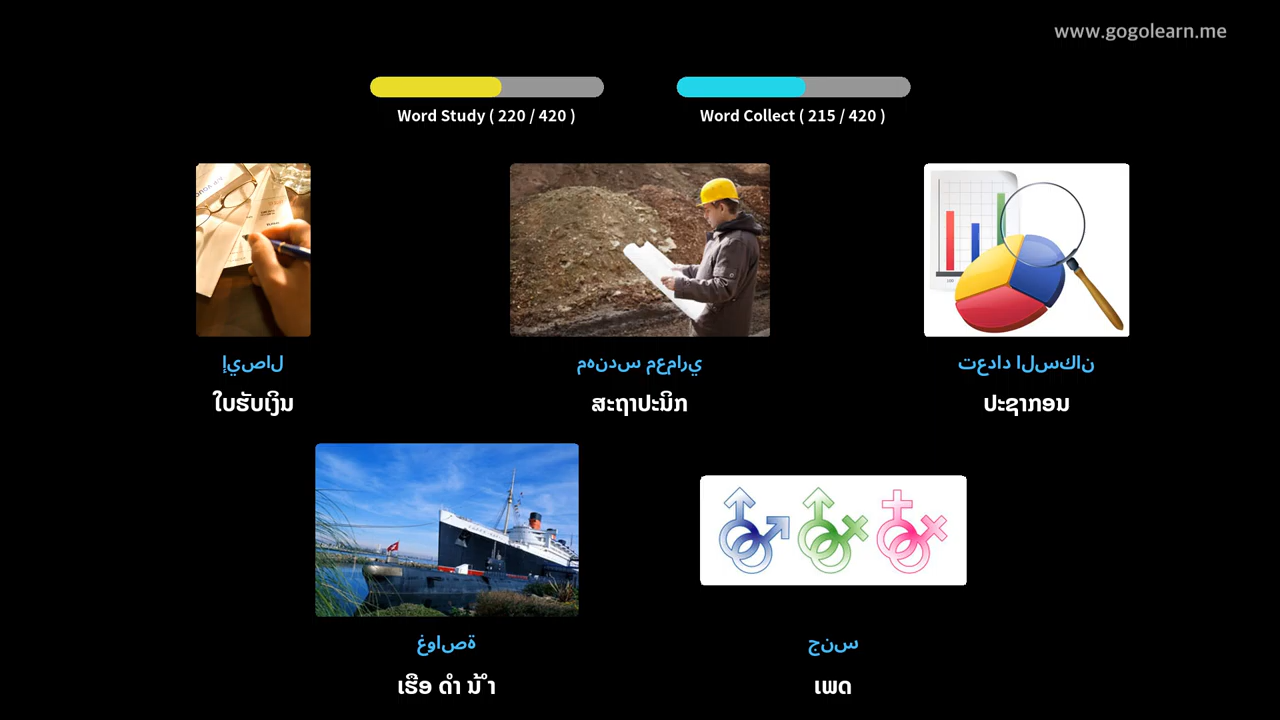 www.gogolearn.me
Word Study ( 220 / 420 )
Word Collect ( 215 / 420 )
إيصال
مهندس معماري
تعداد السكان
ໃບຮັບເງິນ
ສະຖາປະນິກ
ປະຊາກອນ
غواصة
جنس
ເຮືອ ດຳ ນ້ ຳ
ເພດ